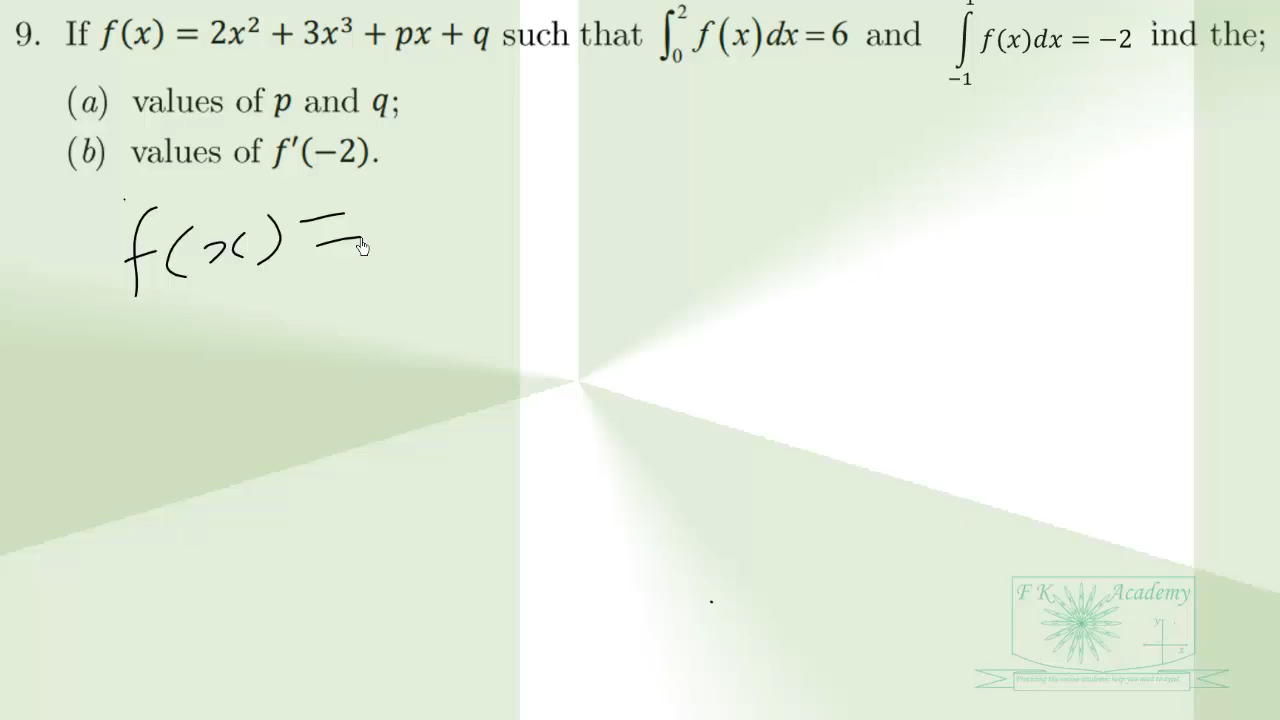 9. If f(x) = 2x² + 3x³ + px + q such that ∫₀² f(x)dx = 6 and ∫₋₁¹ f(x)dx = −2 ind the;
(a) values of p and q;
(b) values of f′(−2).
f(x) =
F K Academy
y
x